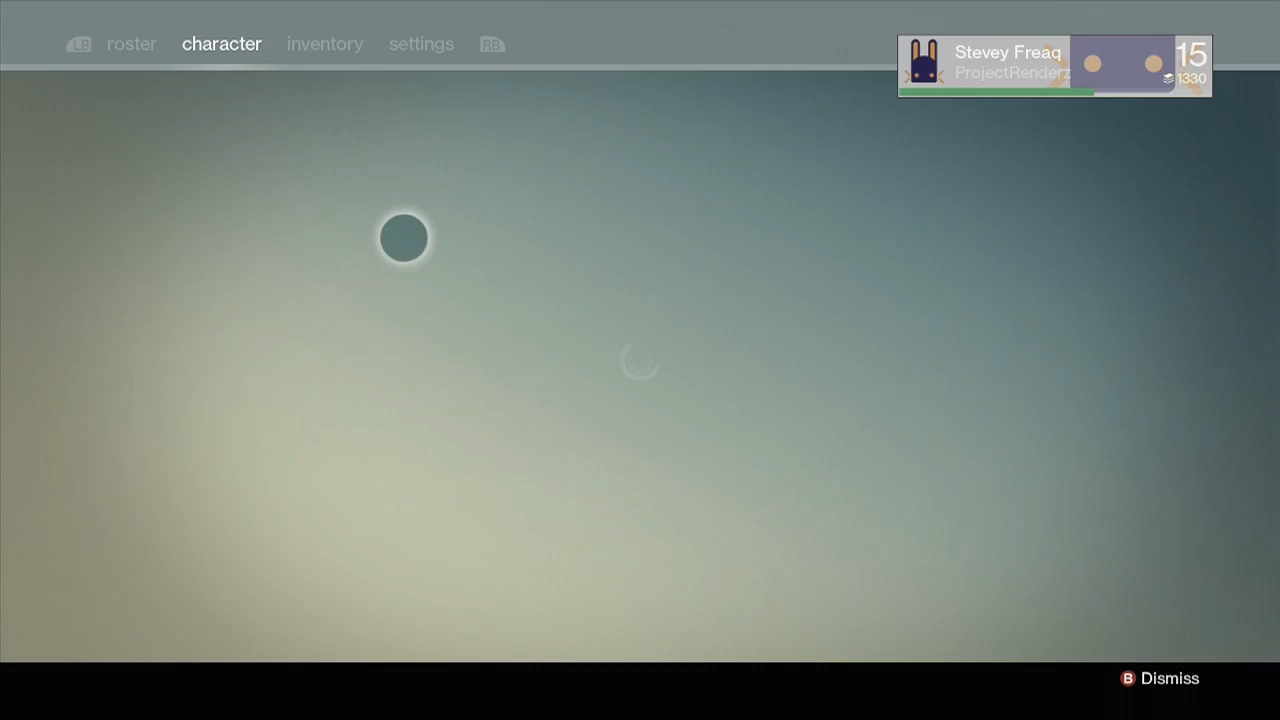 LB roster character inventory settings RB
Stevey Freaq 15
ProjectRenderz 1330
B Dismiss